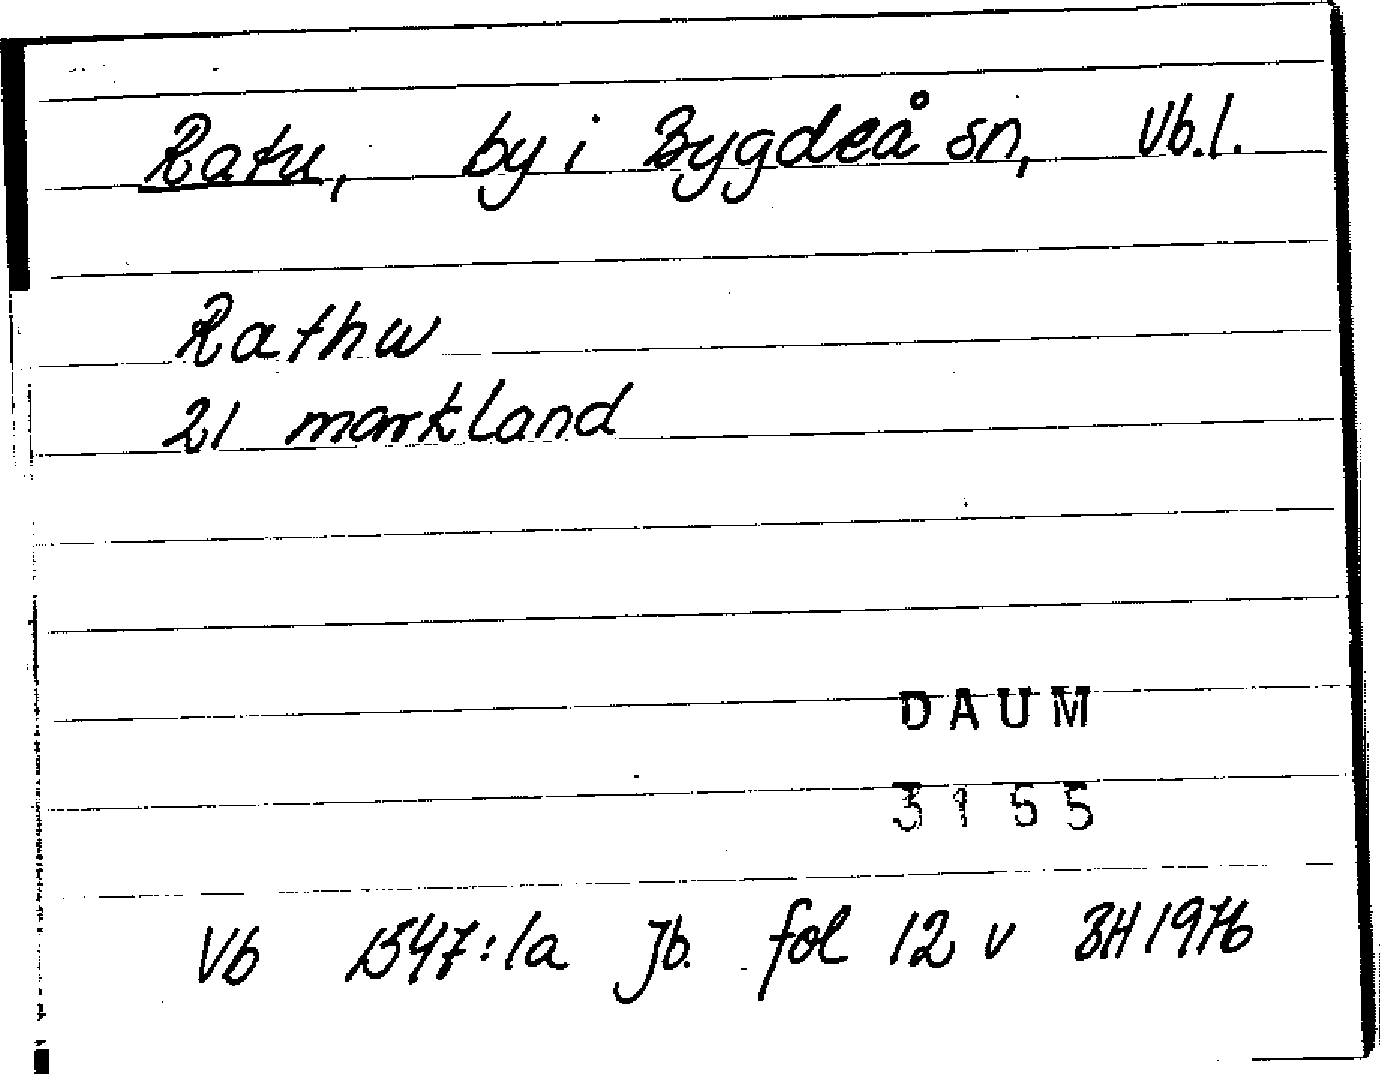 Ratu, by i Bygdeå sn, Vb.l.
Rathw
21 markland
DAUM
3155
Vb 1547:1a Jb. fol 12 v BH 1976